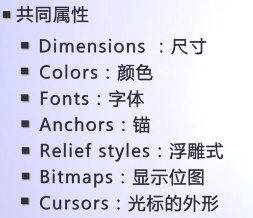 共同属性
Dimensions ：尺寸
Colors：颜色
Fonts：字体
Anchors：锚
Relief styles：浮雕式
Bitmaps：显示位图
Cursors：光标的外形